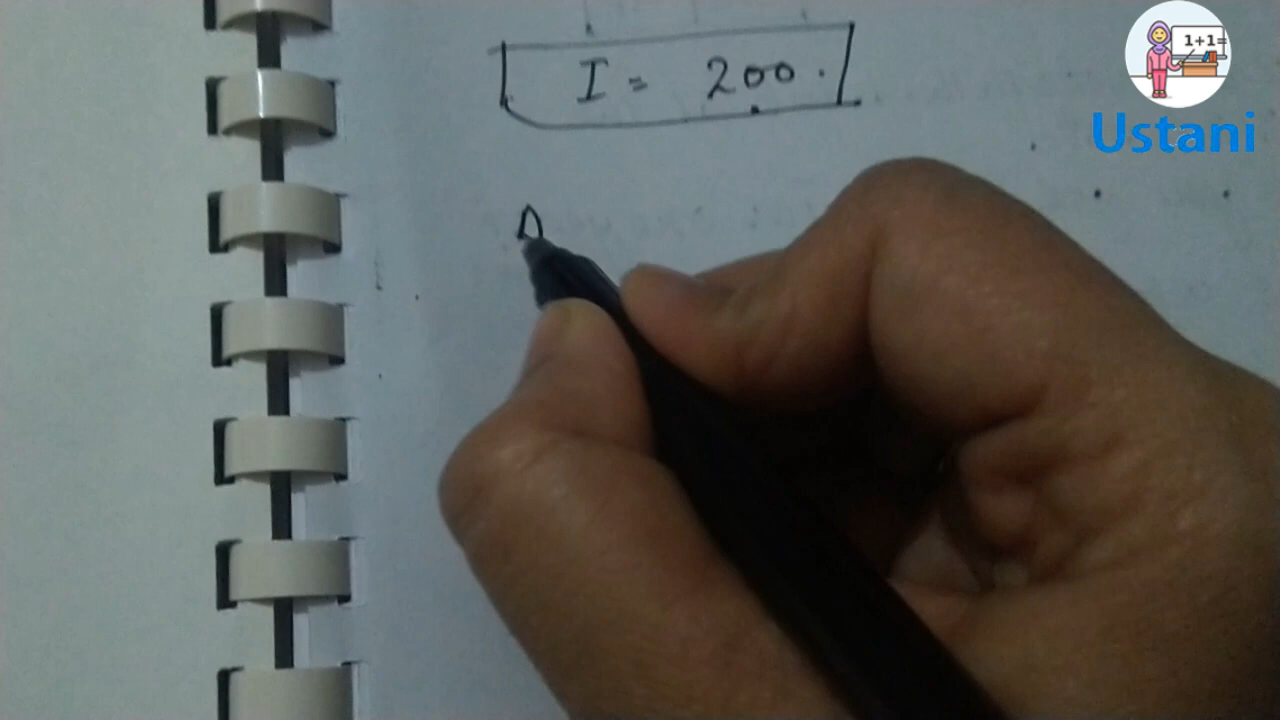 1+1=
Ustani
I = 200.